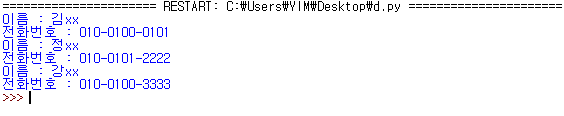 ==================== RESTART: C:\Users\YIM\Desktop\d.py ====================
이름 : 김xx
전화번호 : 010-0100-0101
이름 : 정xx
전화번호 : 010-0101-2222
이름 : 강xx
전화번호 : 010-0100-3333
>>>